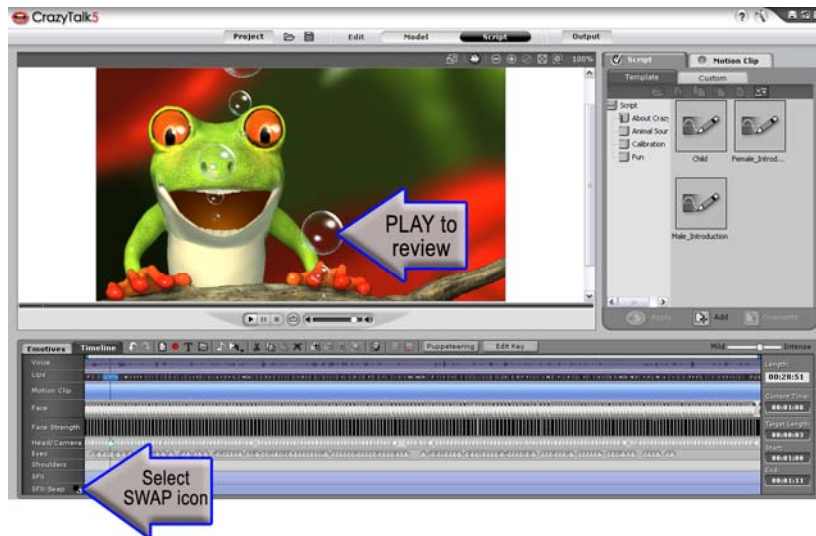 CrazyTalk5
Project Edit Model Script Output
100%
PLAY to
review
Script Motion Clip
Template Custom
Script
About Crazy
Animal Sour
Calibration
Fun
Child Female_Introd...
Male_Introduction
Apply Add Overwrite
Emotives Timeline Puppeteering Edit Key Mild Intense
Voice
Lips
Motion Clip
Face
Face Strength
Head/Camera
Eyes
Shoulders
SFX
SFX-Swap
Select
SWAP icon
Length:
00:28:51
Current Time:
00:01:08
Target Length:
00:00:03
Start:
00:01:08
End:
00:01:11